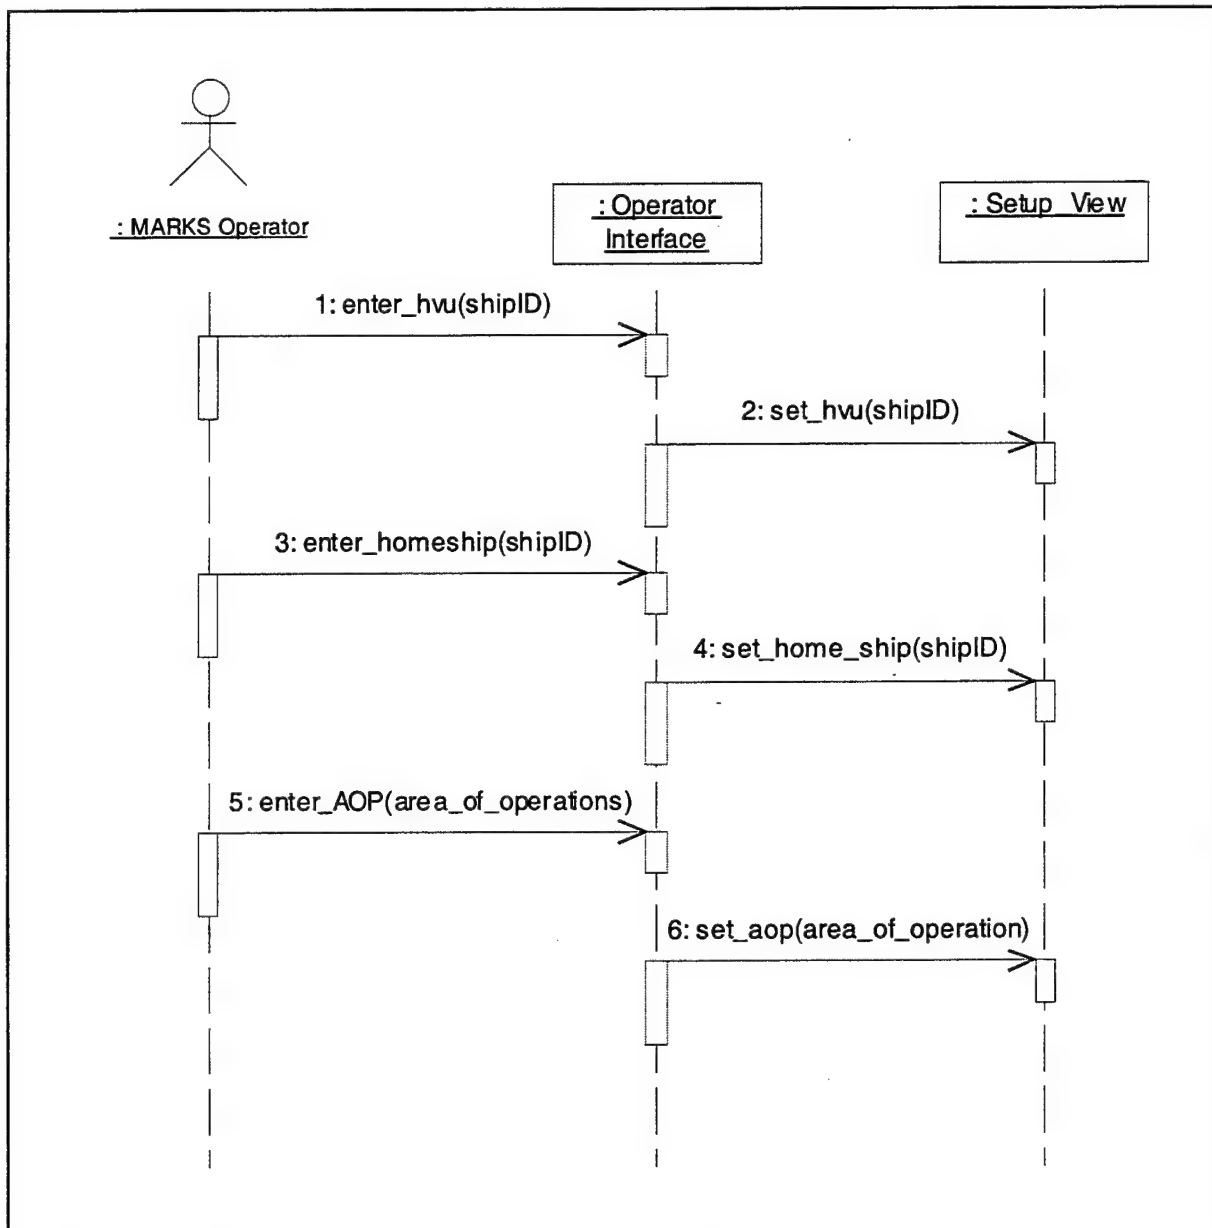 : MARKS Operator
: Operator
Interface
: Setup_View
1: enter_hvu(shipID)
2: set_hvu(shipID)
3: enter_homeship(shipID)
4: set_home_ship(shipID)
5: enter_AOP(area_of_operations)
6: set_aop(area_of_operation)